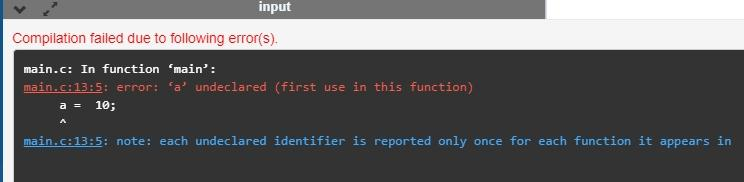 input
Compilation failed due to following error(s).
main.c: In function ‘main’:
main.c:13:5: error: ‘a’ undeclared (first use in this function)
a = 10;
^
main.c:13:5: note: each undeclared identifier is reported only once for each function it appears in